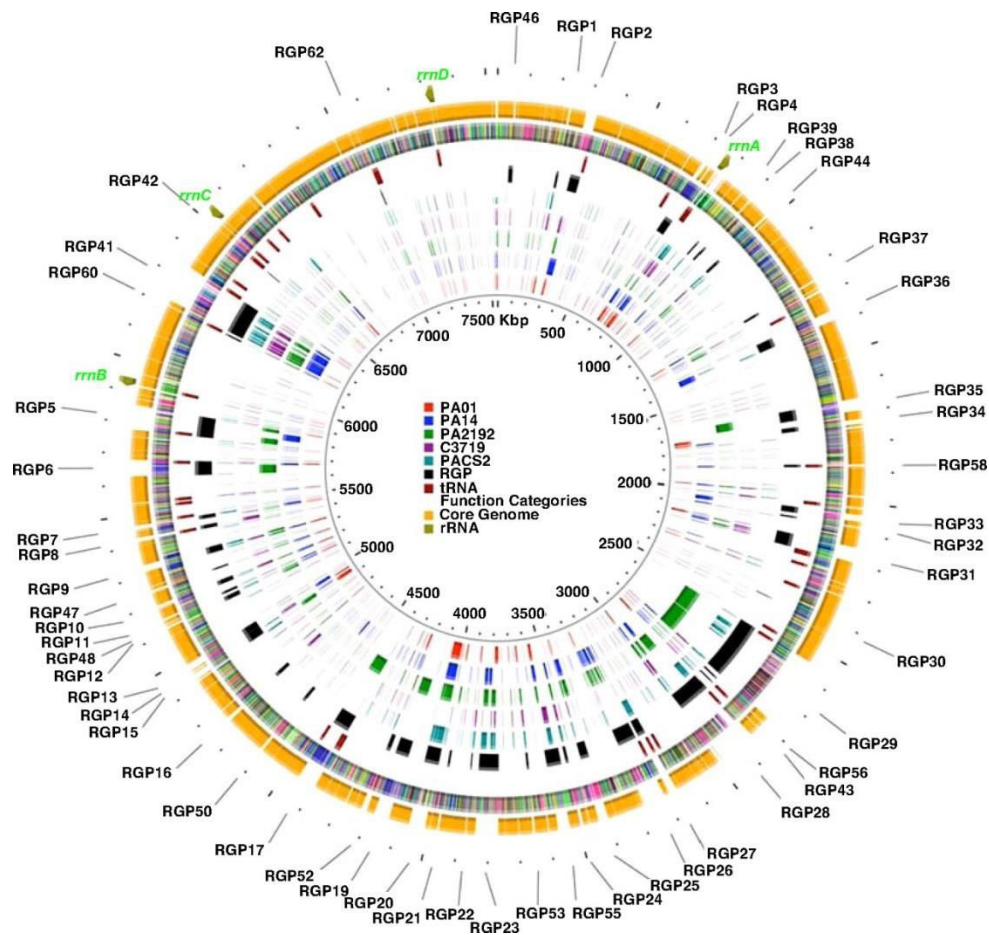 RGP46
RGP1
RGP2
RGP62
rrnD
RGP3
RGP4
rrnA
RGP39
RGP38
RGP44
RGP42
rrnC
RGP41
RGP60
RGP37
RGP36
rrnB
RGP5
RGP6
RGP35
RGP34
RGP58
RGP7
RGP8
RGP33
RGP32
RGP31
RGP9
RGP47
RGP10
RGP11
RGP48
RGP12
RGP30
RGP13
RGP14
RGP15
RGP29
RGP56
RGP43
RGP16
RGP28
RGP50
RGP17
RGP27
RGP26
RGP52
RGP19
RGP20
RGP21
RGP22
RGP23
RGP53
RGP55
RGP24
RGP25
7500 Kbp
500
1000
1500
2000
2500
3000
3500
4000
4500
5000
5500
6000
6500
7000
PA01
PA14
PA2192
C3719
PACS2
RGP
tRNA
Function Categories
Core Genome
rRNA